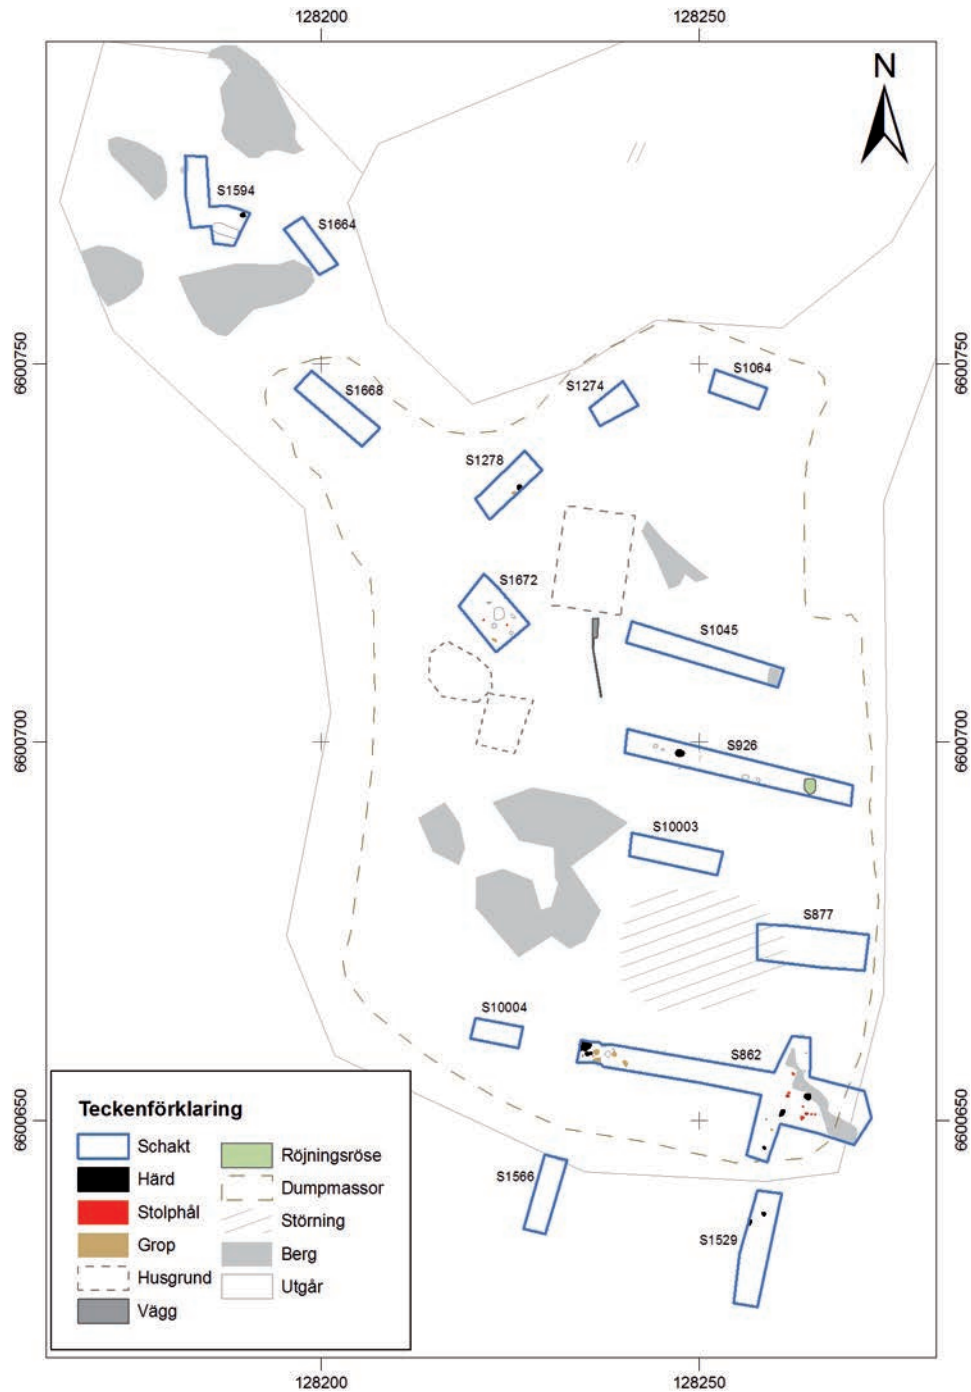 128200
128250
N
S1594
S1664
6600750
6600750
S1668
S1274
S1064
S1278
S1672
S1045
6600700
6600700
S926
S10003
S877
S10004
S862
6600650
6600650
S1566
S1529
Teckenförklaring
Schakt
Härd
Stolphål
Grop
Husgrund
Vägg
Röjningsröse
Dumpmassor
Störning
Berg
Utgår
128200
128250